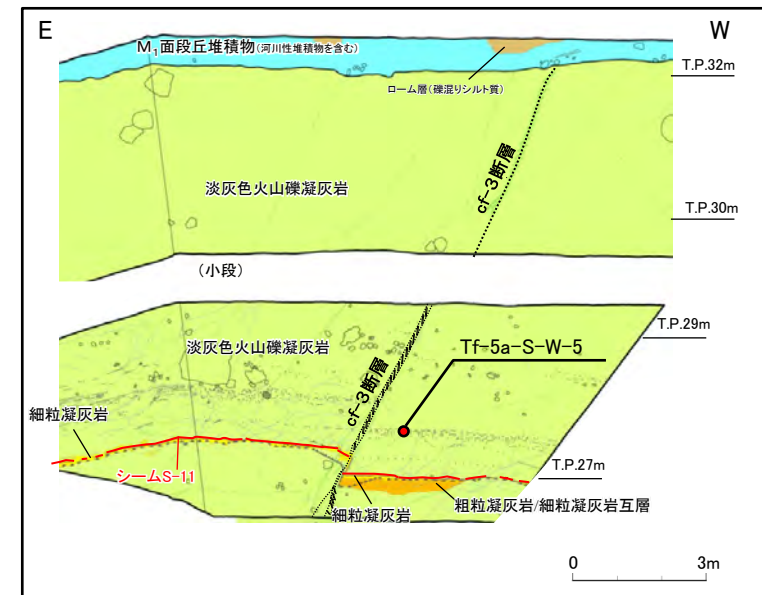 E
W
M₁面段丘堆積物(河川性堆積物を含む)
T.P.32m
ローム層(礫混りシルト質)
cf-3断層
淡灰色火山礫凝灰岩
T.P.30m
(小段)
T.P.29m
淡灰色火山礫凝灰岩
cf-3断層
Tf-5a-S-W-5
細粒凝灰岩
シームS-11
T.P.27m
細粒凝灰岩
粗粒凝灰岩/細粒凝灰岩互層
0
3m